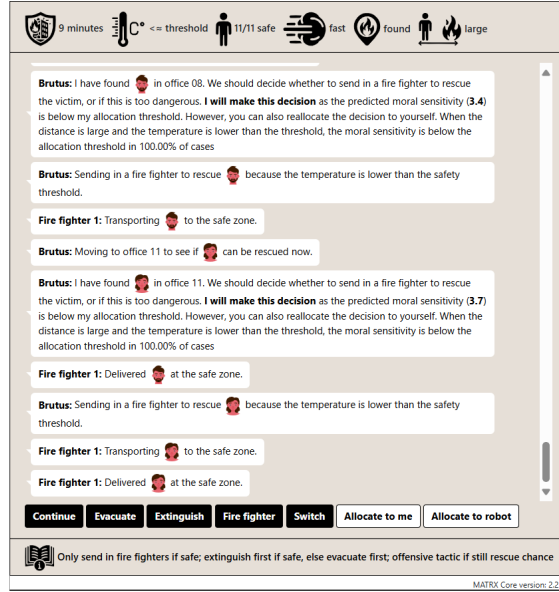 9 minutes C° <= threshold 11/11 safe fast found large
Brutus: I have found in office 08. We should decide whether to send in a fire fighter to rescue
the victim, or if this is too dangerous. I will make this decision as the predicted moral sensitivity (3.4)
is below my allocation threshold. However, you can also reallocate the decision to yourself. When the
distance is large and the temperature is lower than the threshold, the moral sensitivity is below the
allocation threshold in 100.00% of cases
Brutus: Sending in a fire fighter to rescue because the temperature is lower than the safety
threshold.
Fire fighter 1: Transporting to the safe zone.
Brutus: Moving to office 11 to see if can be rescued now.
Brutus: I have found in office 11. We should decide whether to send in a fire fighter to rescue
the victim, or if this is too dangerous. I will make this decision as the predicted moral sensitivity (3.7)
is below my allocation threshold. However, you can also reallocate the decision to yourself. When the
distance is large and the temperature is lower than the threshold, the moral sensitivity is below the
allocation threshold in 100.00% of cases
Fire fighter 1: Delivered at the safe zone.
Brutus: Sending in a fire fighter to rescue because the temperature is lower than the safety
threshold.
Fire fighter 1: Transporting to the safe zone.
Fire fighter 1: Delivered at the safe zone.
Continue Evacuate Extinguish Fire fighter Switch Allocate to me Allocate to robot
Only send in fire fighters if safe; extinguish first if safe, else evacuate first; offensive tactic if still rescue chance
MATRX Core version: 2.2